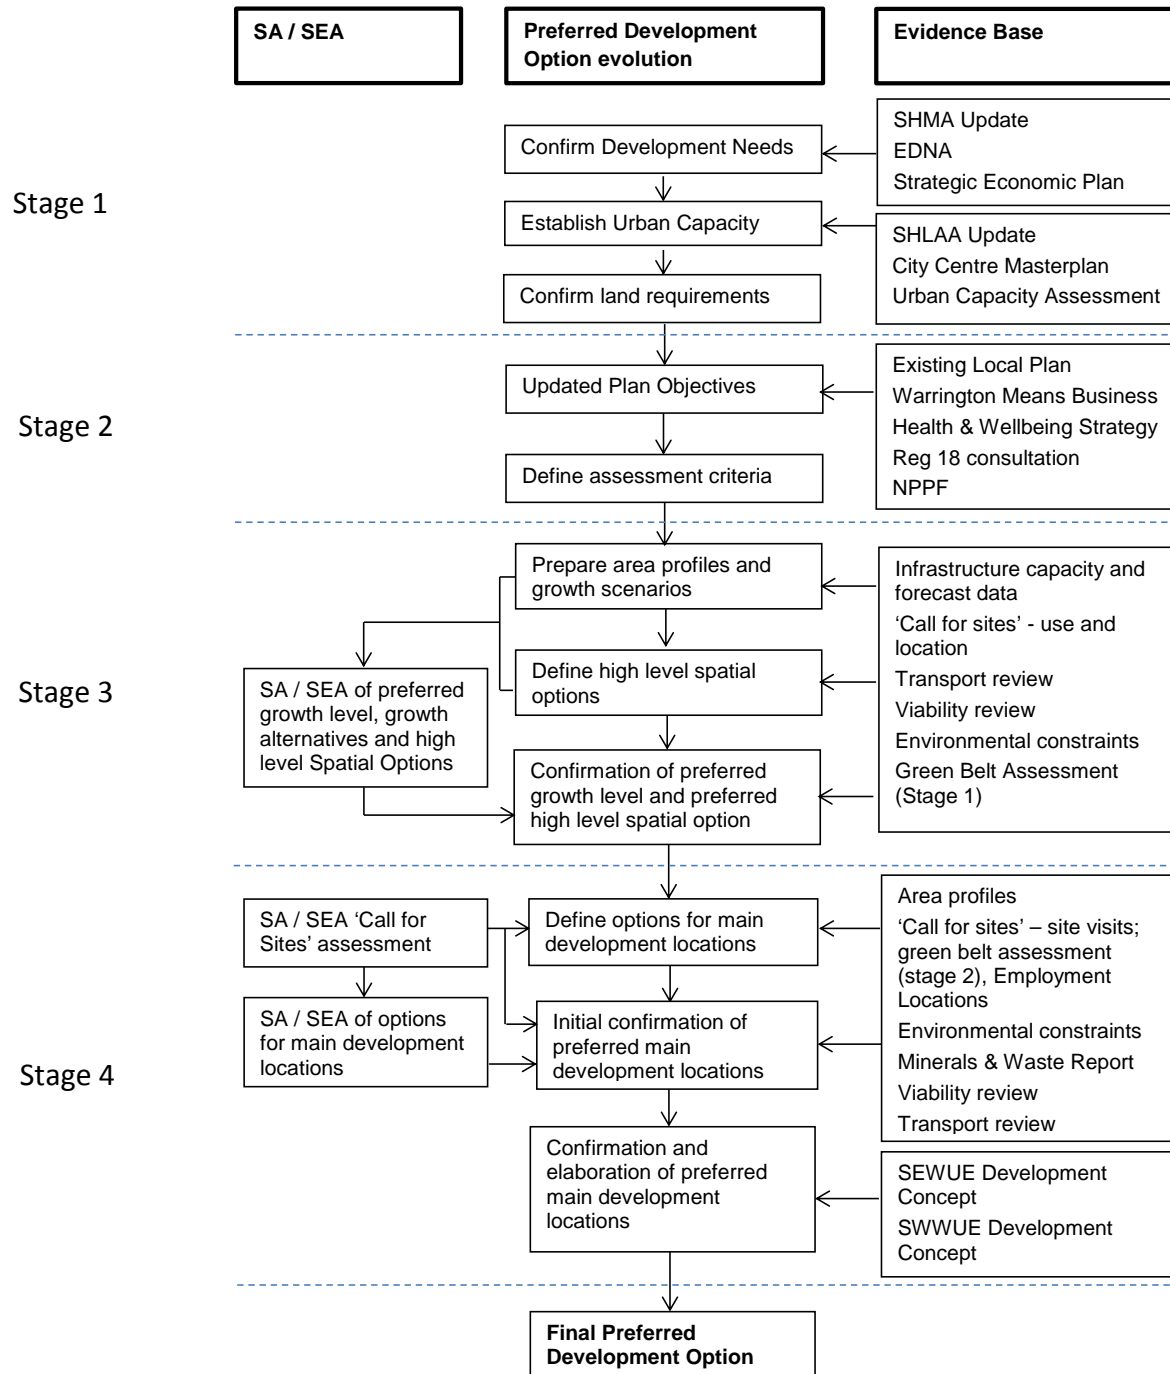 SA / SEA
Preferred Development
Option evolution
Evidence Base
Stage 1
Confirm Development Needs
SHMA Update
EDNA
Strategic Economic Plan
Establish Urban Capacity
SHLAA Update
City Centre Masterplan
Urban Capacity Assessment
Confirm land requirements
Stage 2
Updated Plan Objectives
Existing Local Plan
Warrington Means Business
Health & Wellbeing Strategy
Reg 18 consultation
NPPF
Define assessment criteria
Stage 3
Prepare area profiles and
growth scenarios
Infrastructure capacity and
forecast data
‘Call for sites’ - use and
location
Transport review
Viability review
Environmental constraints
Green Belt Assessment
(Stage 1)
Define high level spatial
options
SA / SEA of preferred
growth level, growth
alternatives and high
level Spatial Options
Confirmation of preferred
growth level and preferred
high level spatial option
Stage 4
SA / SEA ‘Call for
Sites’ assessment
Define options for main
development locations
Area profiles
‘Call for sites’ – site visits;
green belt assessment
(stage 2), Employment
Locations
Environmental constraints
Minerals & Waste Report
Viability review
Transport review
SA / SEA of options
for main development
locations
Initial confirmation of
preferred main
development locations
Confirmation and
elaboration of preferred
main development
locations
SEWUE Development
Concept
SWWUE Development
Concept
Final Preferred
Development Option